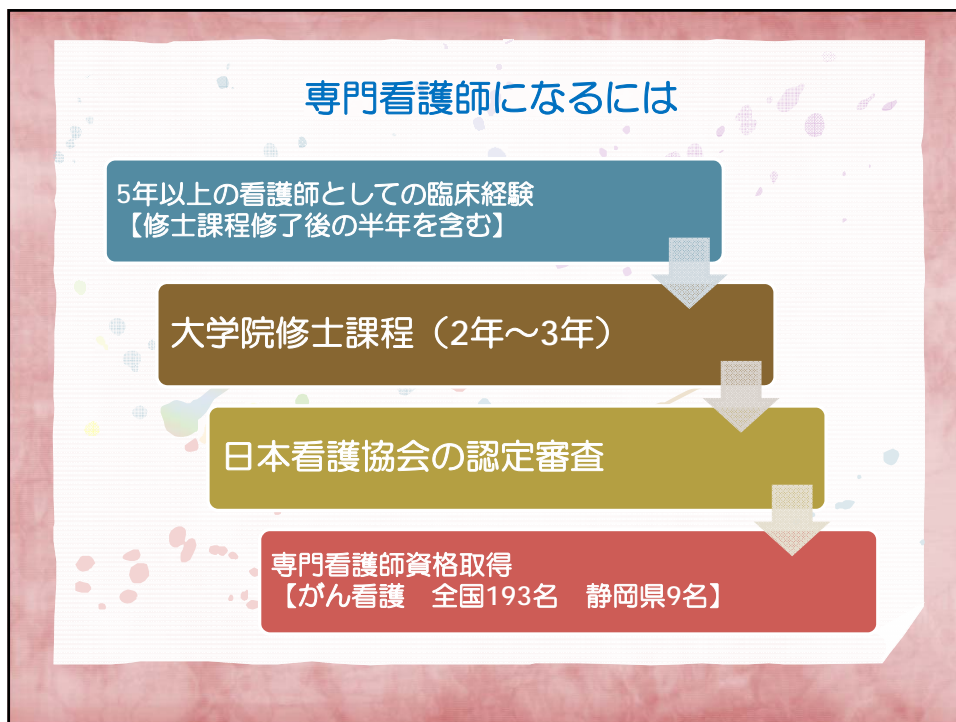 専門看護師になるには
5年以上の看護師としての臨床経験
【修士課程修了後の半年を含む】
大学院修士課程（2年～3年）
日本看護協会の認定審査
専門看護師資格取得
【がん看護　全国193名　静岡県9名】